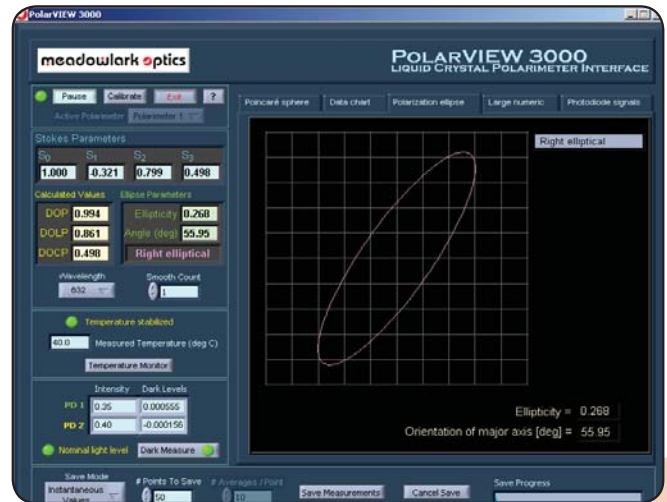 PolarVIEW 3000
meadowlark optics
POLARVIEW 3000
LIQUID CRYSTAL POLARIMETER INTERFACE
Pause Calibrate Exit ?
Active Polarimeter Polarimeter 1
Poincaré sphere Data chart Polarization ellipse Large numeric Photodiode signals
Stokes Parameters
S0 S1 S2 S3
1.000 -0.321 0.799 0.498
Right elliptical
Calculated Values Ellipse Parameters
DOP 0.994 Ellipticity 0.268
DOLP 0.861 Angle (deg) 55.95
DOCP 0.498 Right elliptical
Wavelength Smooth Count
632 1
Temperature stabilized
40.0 Measured Temperature (deg C)
Temperature Monitor
Intensity Dark Levels
PD 1 0.35 0.000555
PD 2 0.40 -0.000156
Nominal light level Dark Measure
Ellipticity = 0.268
Orientation of major axis [deg] = 55.95
Save Mode # Points To Save # Averages / Point Save Progress
Instantaneous Values 50 10 Save Measurements Cancel Save